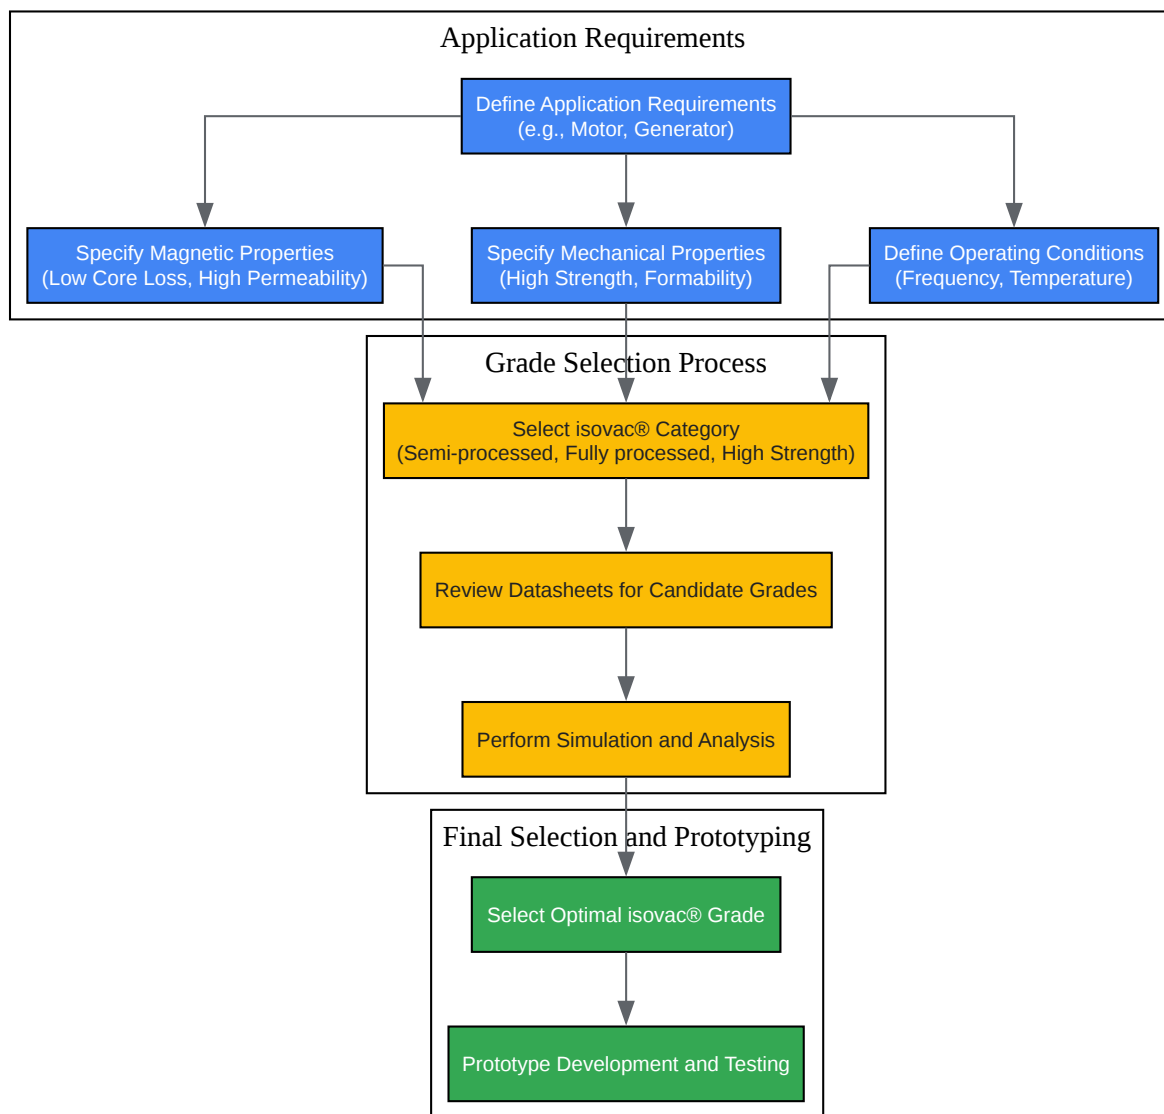 Application Requirements
Define Application Requirements
(e.g., Motor, Generator)
Specify Magnetic Properties
(Low Core Loss, High Permeability)
Specify Mechanical Properties
(High Strength, Formability)
Define Operating Conditions
(Frequency, Temperature)
Grade Selection Process
Select isovac® Category
(Semi-processed, Fully processed, High Strength)
Review Datasheets for Candidate Grades
Perform Simulation and Analysis
Final Selection and Prototyping
Select Optimal isovac® Grade
Prototype Development and Testing